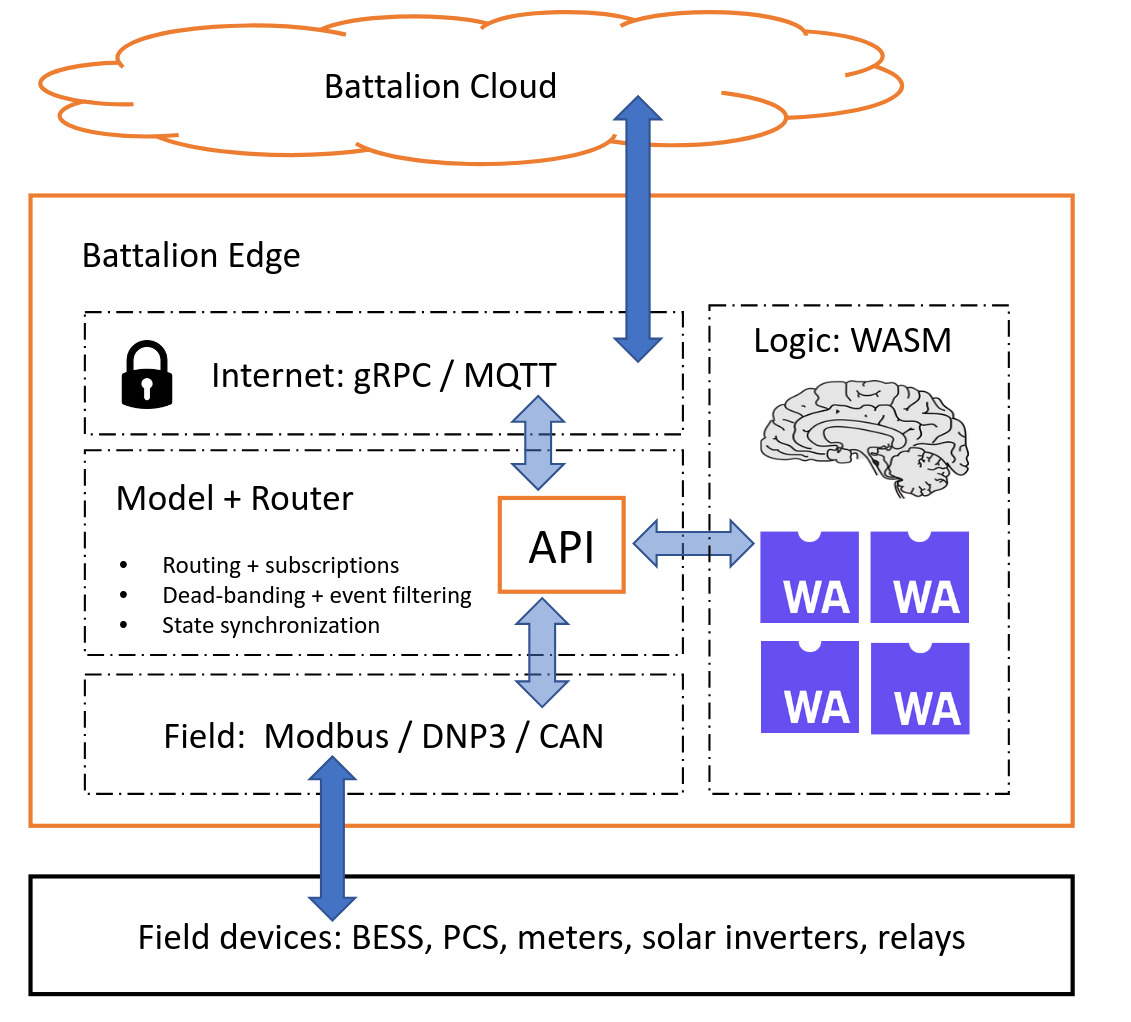 Battalion Cloud
Battalion Edge
Internet: gRPC / MQTT
Model + Router
• Routing + subscriptions
• Dead-banding + event filtering
• State synchronization
API
Field: Modbus / DNP3 / CAN
Logic: WASM
WA
WA
WA
WA
Field devices: BESS, PCS, meters, solar inverters, relays